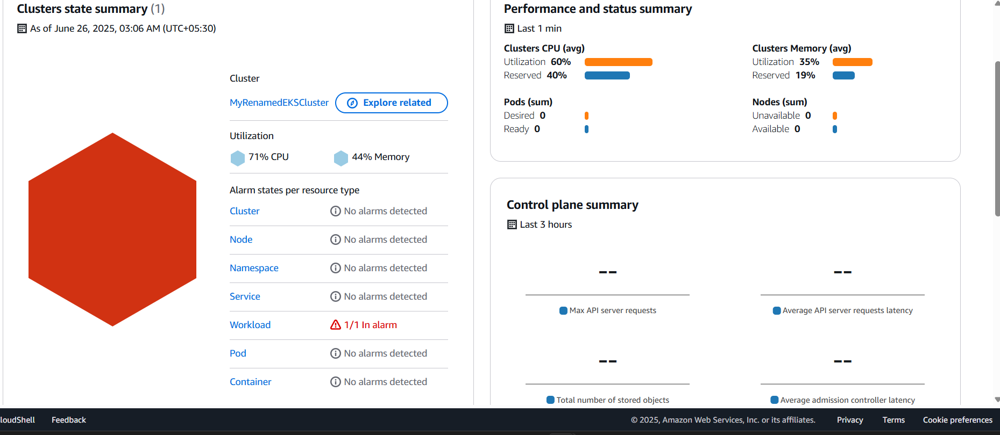 Clusters state summary (1)
As of June 26, 2025, 03:06 AM (UTC+05:30)
Cluster
MyRenamedEKSCluster Explore related
Utilization
71% CPU 44% Memory
Alarm states per resource type
Cluster No alarms detected
Node No alarms detected
Namespace No alarms detected
Service No alarms detected
Workload 1/1 In alarm
Pod No alarms detected
Container No alarms detected
Performance and status summary
Last 1 min
Clusters CPU (avg)
Utilization 60%
Reserved 40%
Clusters Memory (avg)
Utilization 35%
Reserved 19%
Pods (sum)
Desired 0
Ready 0
Nodes (sum)
Unavailable 0
Available 0
Control plane summary
Last 3 hours
-- --
Max API server requests Average API server requests latency
-- --
Total number of stored objects Average admission controller latency
loudShell Feedback © 2025, Amazon Web Services, Inc. or its affiliates. Privacy Terms Cookie preferences